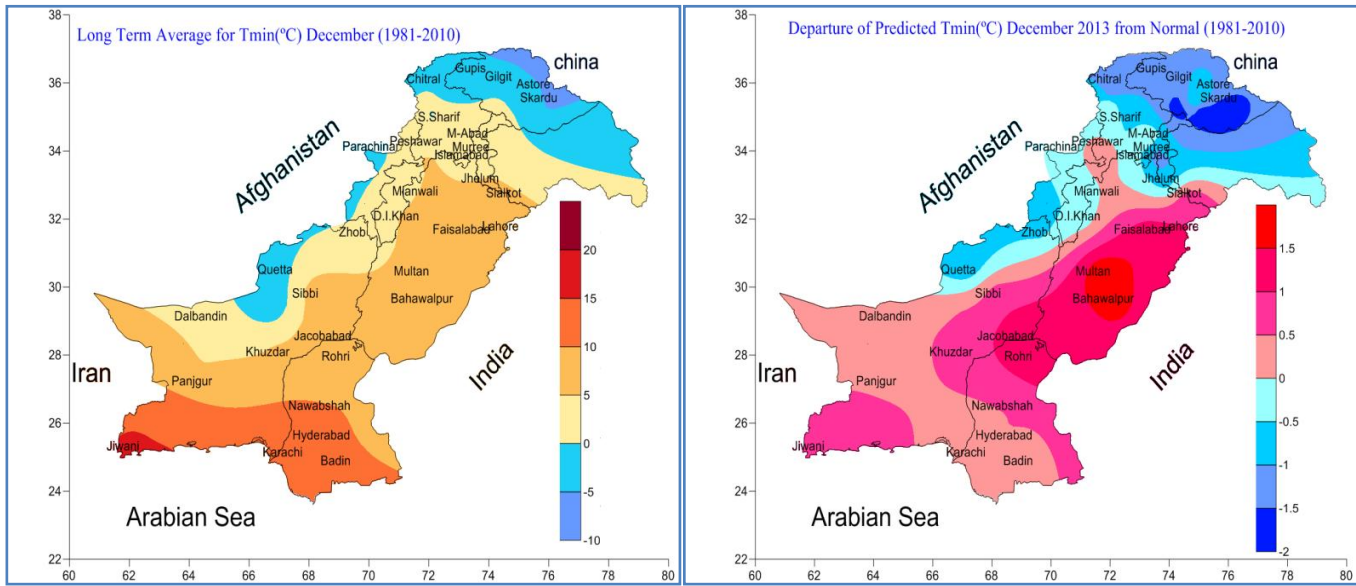 Long Term Average for Tmin(ºC) December (1981-2010)
38
36
34
32
30
28
26
24
22
60
62
64
66
68
70
72
74
76
78
80
china
Gupis
Chitral
Gilgit
Astore
Skardu
S.Sharif
M-Abad
Peshawar
Murree
Parachinar
Islamabad
Afghanistan
Jhelum
Mianwali
Sialkot
D.I.Khan
Zhob
Faisalabad
Lahore
Quetta
Multan
Sibbi
Bahawalpur
Dalbandin
Jacobabad
Khuzdar
Rohri
India
Iran
Panjgur
Nawabshah
Hyderabad
Jiwani
Karachi
Badin
Arabian Sea
20
15
10
5
0
-5
-10
Departure of Predicted Tmin(ºC) December 2013 from Normal (1981-2010)
38
36
34
32
30
28
26
24
22
60
62
64
66
68
70
72
74
76
78
80
china
Gupis
Chitral
Gilgit
Astore
Skardu
S.Sharif
M-Abad
Peshawar
Murree
Parachinar
Islamabad
Afghanistan
Jhelum
Mianwali
Sialkot
D.I.Khan
Zhob
Faisalabad
Lahore
Quetta
Multan
Sibbi
Bahawalpur
Dalbandin
Jacobabad
Khuzdar
Rohri
India
Iran
Panjgur
Nawabshah
Hyderabad
Jiwani
Karachi
Badin
Arabian Sea
1.5
1
0.5
0
-0.5
-1
-1.5
-2